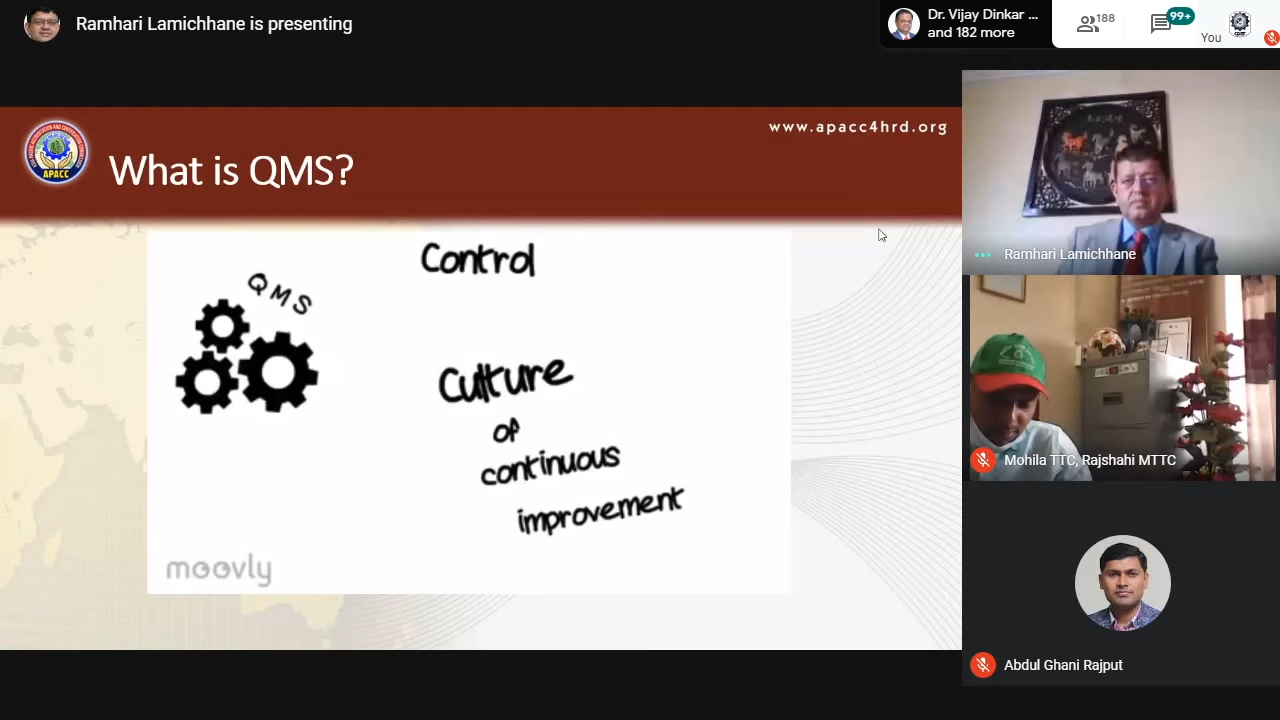 Ramhari Lamichhane is presenting
Dr. Vijay Dinkar ...
and 182 more
188
99+
You
www.apacc4hrd.org
APACC
What is QMS?
QMS
Control
Culture
of
continuous
improvement
moovly
Ramhari Lamichhane
Mohila TTC, Rajshahi MTTC
Abdul Ghani Rajput